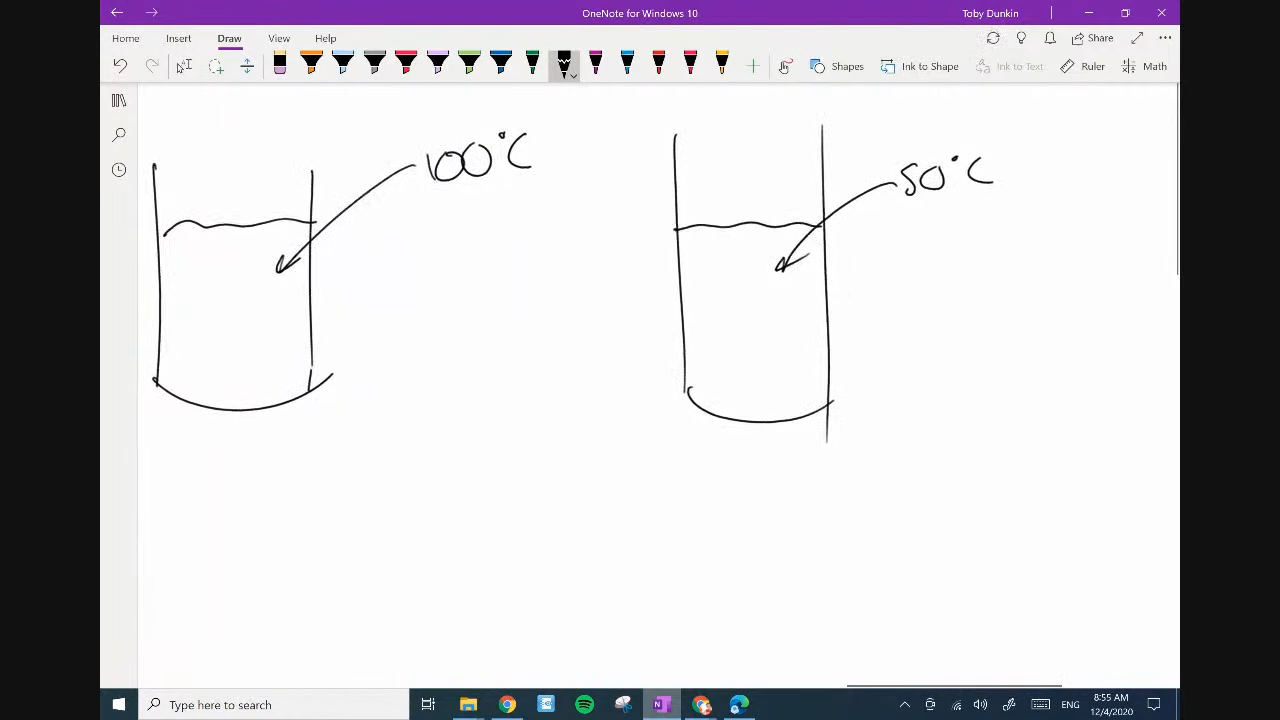 OneNote for Windows 10
Toby Dunkin
Home Insert Draw View Help
Share
Shapes Ink to Shape Ink to Text Ruler Math
100°C
50°C
Type here to search
ENG
8:55 AM
12/4/2020